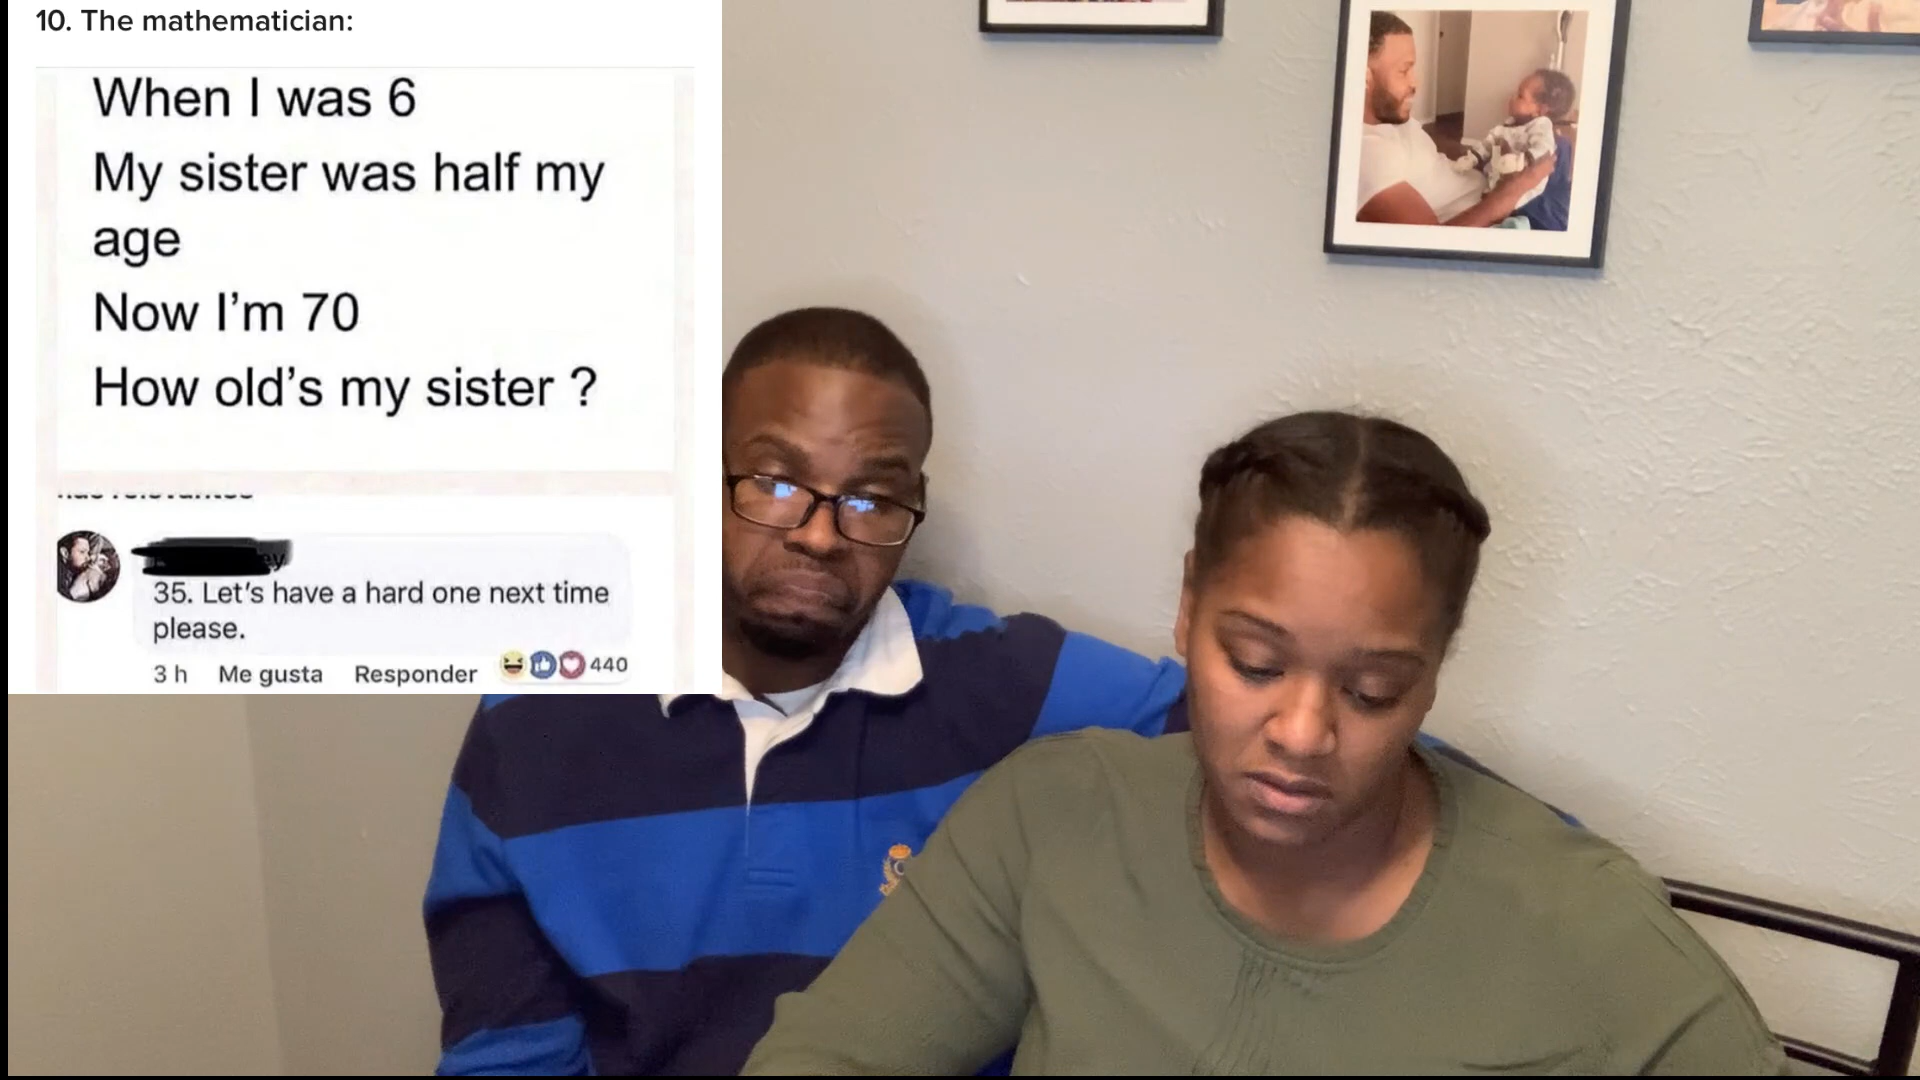 10. The mathematician:
When I was 6
My sister was half my
age
Now I'm 70
How old's my sister ?
35. Let's have a hard one next time
please.
3 h Me gusta Responder 440